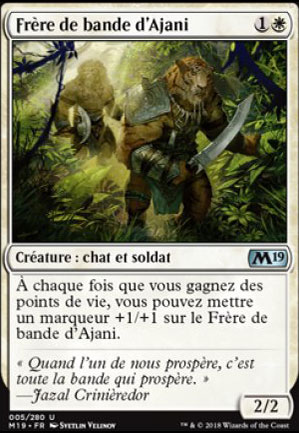 Frère de bande d'Ajani 1
Créature : chat et soldat M19
À chaque fois que vous gagnez des
points de vie, vous pouvez mettre
un marqueur +1/+1 sur le Frère de
bande d'Ajani.
« Quand l'un de nous prospère, c'est
toute la bande qui prospère. »
—Jazal Crinièredor
2/2
005/280 U
M19 • FR Svetlin Velinov ™ & © 2018 Wizards of the Coast